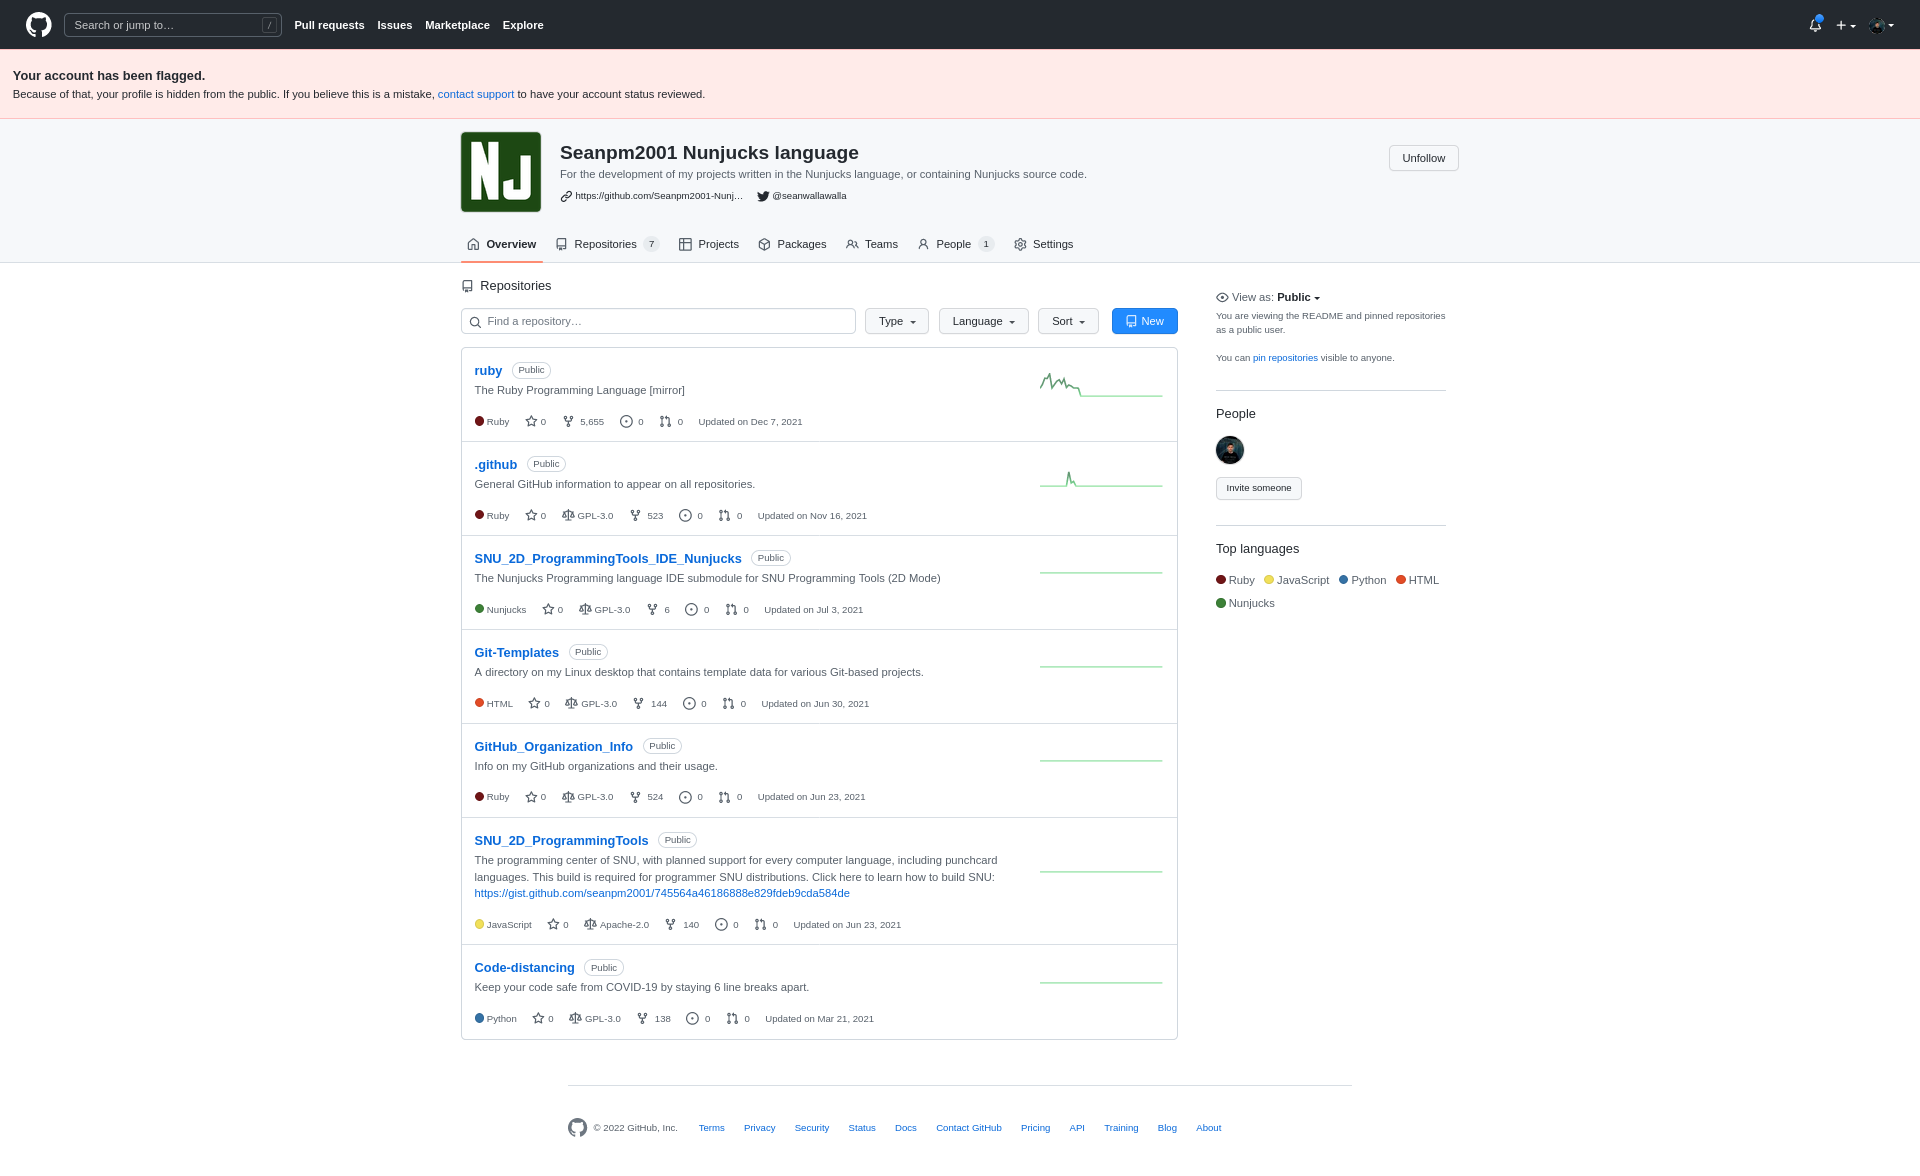 Search or jump to… /
Pull requests Issues Marketplace Explore
Your account has been flagged.
Because of that, your profile is hidden from the public. If you believe this is a mistake, contact support to have your account status reviewed.
NJ
Seanpm2001 Nunjucks language
For the development of my projects written in the Nunjucks language, or containing Nunjucks source code.
https://github.com/Seanpm2001-Nunj… @seanwallawalla
Unfollow
Overview Repositories 7 Projects Packages Teams People 1 Settings
Repositories
Find a repository… Type Language Sort New
ruby Public
The Ruby Programming Language [mirror]
Ruby 0 5,655 0 0 Updated on Dec 7, 2021
.github Public
General GitHub information to appear on all repositories.
Ruby 0 GPL-3.0 523 0 0 Updated on Nov 16, 2021
SNU_2D_ProgrammingTools_IDE_Nunjucks Public
The Nunjucks Programming language IDE submodule for SNU Programming Tools (2D Mode)
Nunjucks 0 GPL-3.0 6 0 0 Updated on Jul 3, 2021
Git-Templates Public
A directory on my Linux desktop that contains template data for various Git-based projects.
HTML 0 GPL-3.0 144 0 0 Updated on Jun 30, 2021
GitHub_Organization_Info Public
Info on my GitHub organizations and their usage.
Ruby 0 GPL-3.0 524 0 0 Updated on Jun 23, 2021
SNU_2D_ProgrammingTools Public
The programming center of SNU, with planned support for every computer language, including punchcard
languages. This build is required for programmer SNU distributions. Click here to learn how to build SNU:
https://gist.github.com/seanpm2001/745564a46186888e829fdeb9cda584de
JavaScript 0 Apache-2.0 140 0 0 Updated on Jun 23, 2021
Code-distancing Public
Keep your code safe from COVID-19 by staying 6 line breaks apart.
Python 0 GPL-3.0 138 0 0 Updated on Mar 21, 2021
View as: Public
You are viewing the README and pinned repositories
as a public user.
You can pin repositories visible to anyone.
People
Invite someone
Top languages
Ruby JavaScript Python HTML
Nunjucks
© 2022 GitHub, Inc. Terms Privacy Security Status Docs Contact GitHub Pricing API Training Blog About